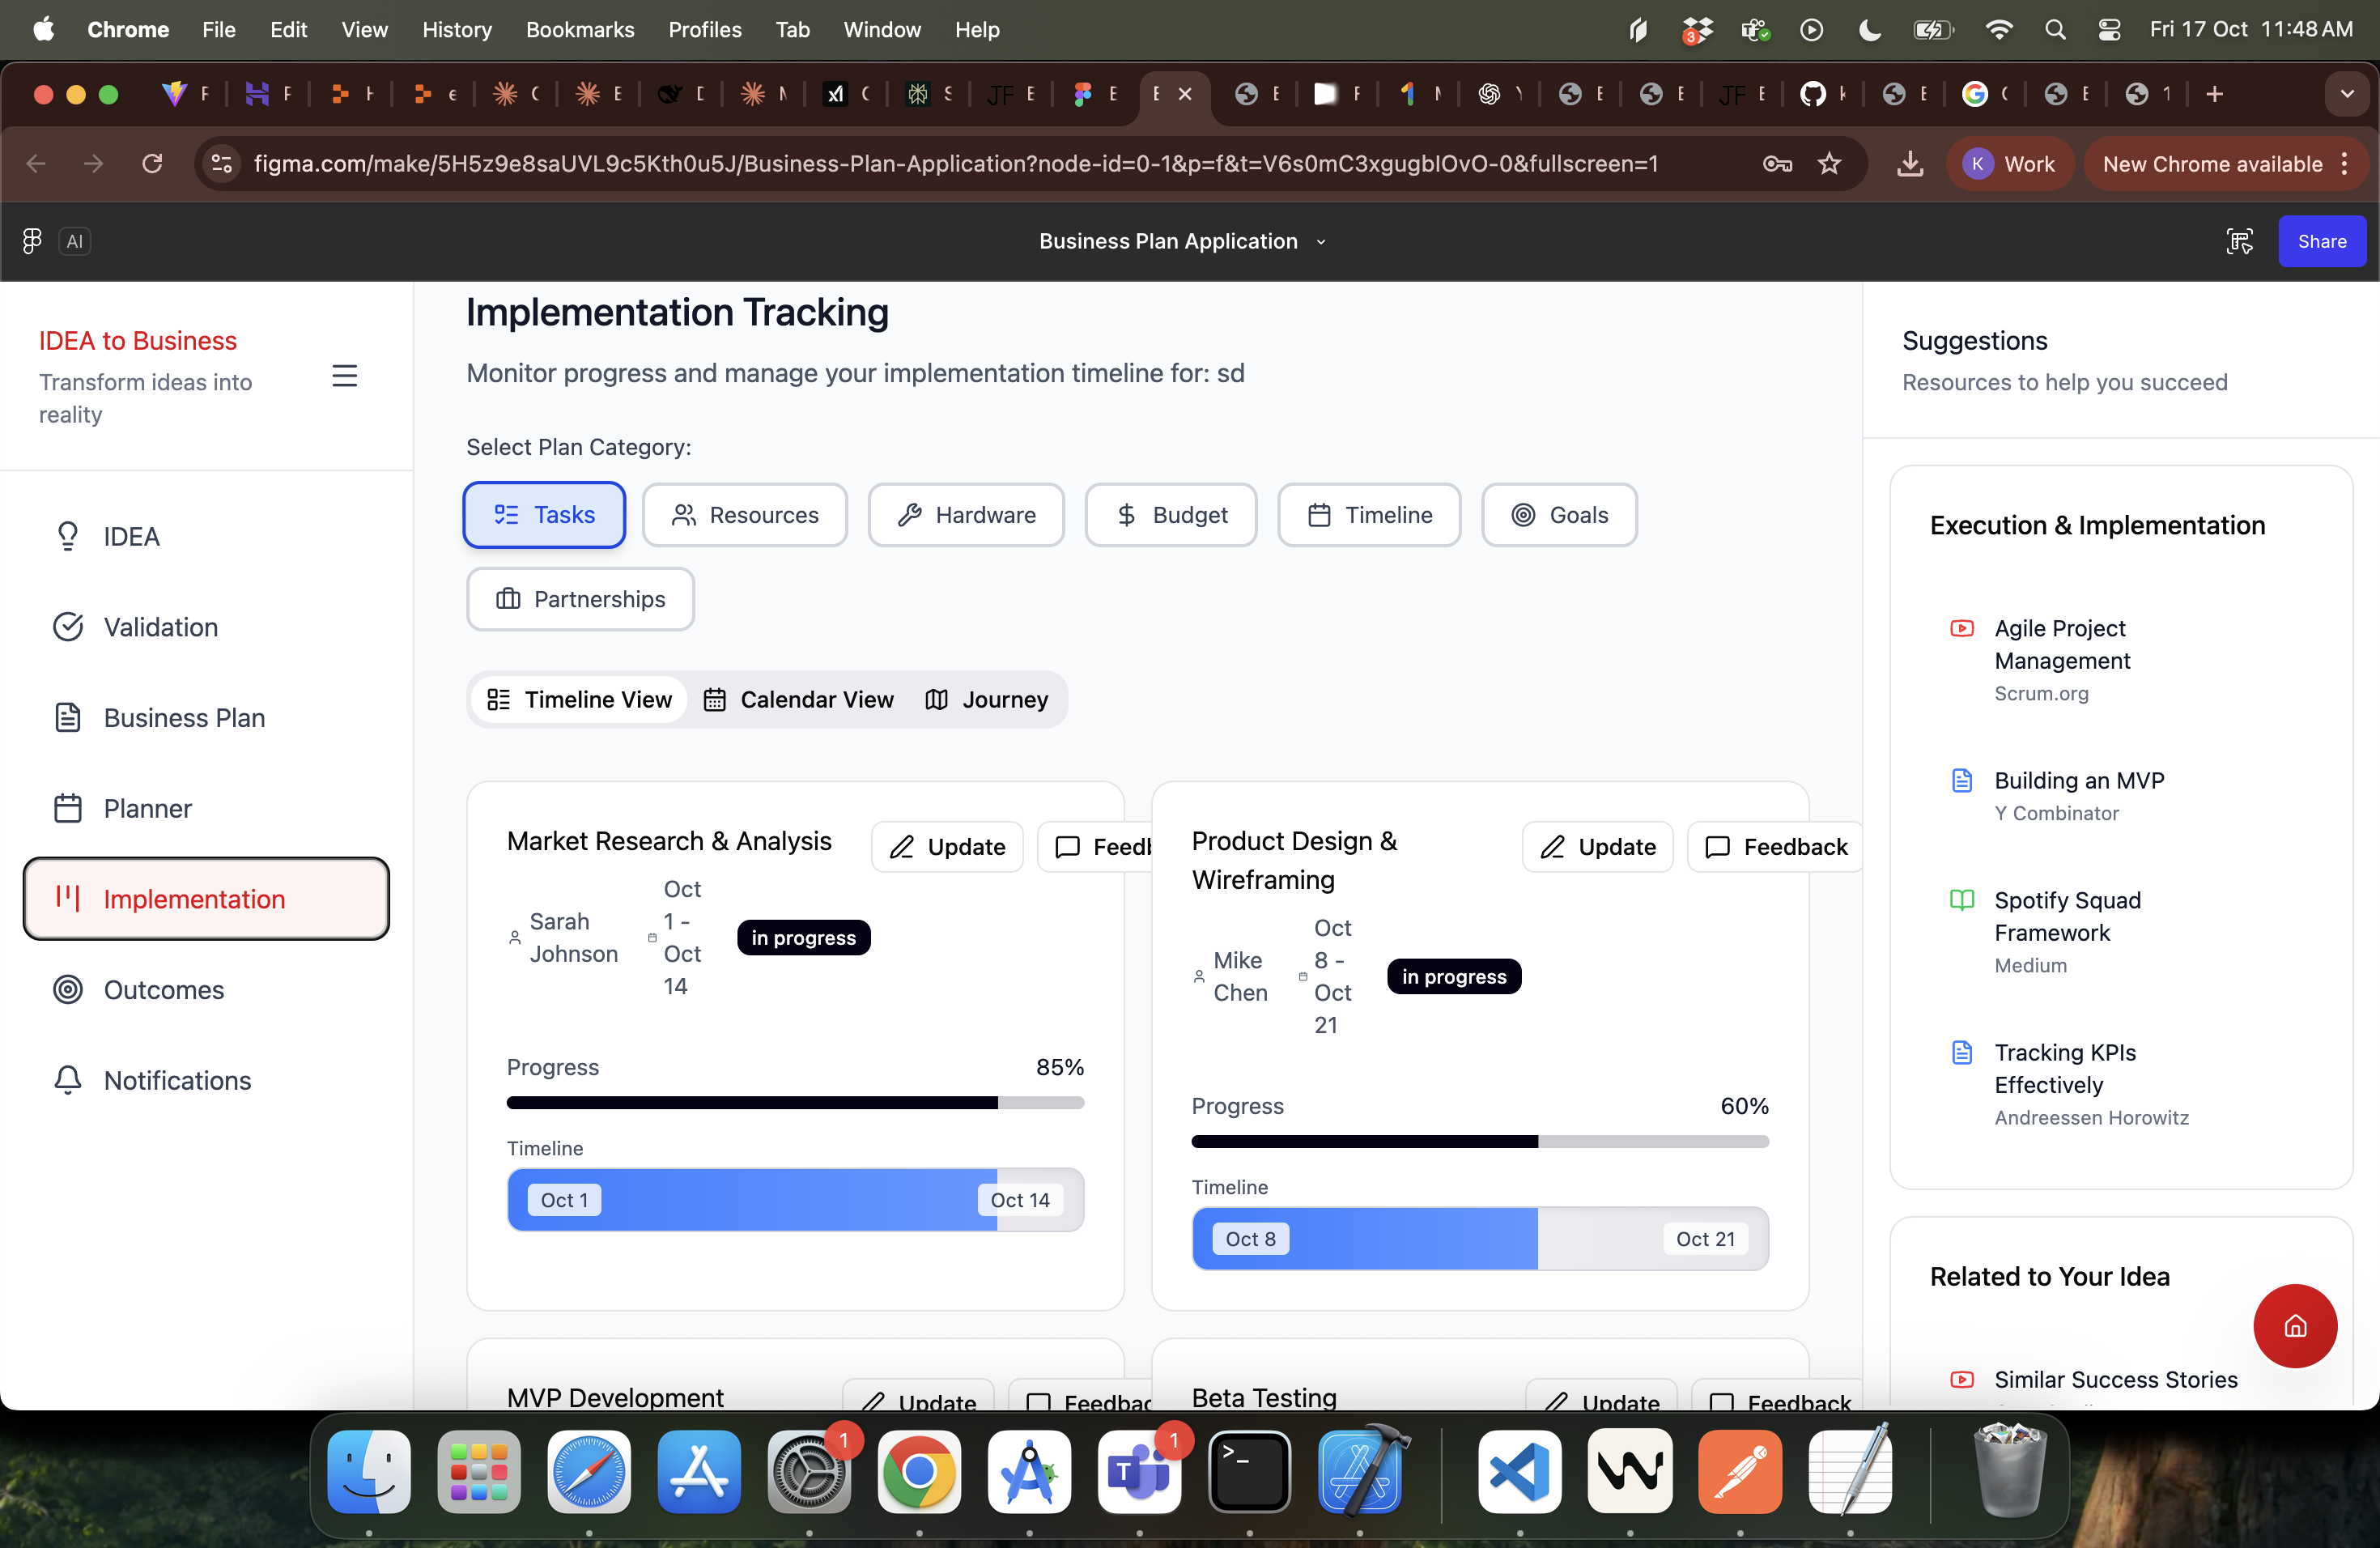 Chrome File Edit View History Bookmarks Profiles Tab Window Help
3
Fri 17 Oct 11:48 AM
figma.com/make/5H5z9e8saUVL9c5Kth0u5J/Business-Plan-Application?node-id=0-1&p=f&t=V6s0mC3xgugbIOvO-0&fullscreen=1
K Work
New Chrome available
AI
Business Plan Application
Share
IDEA to Business
Transform ideas into
reality
IDEA
Validation
Business Plan
Planner
Implementation
Outcomes
Notifications
Implementation Tracking
Monitor progress and manage your implementation timeline for: sd
Select Plan Category:
Tasks
Resources
Hardware
Budget
Timeline
Goals
Partnerships
Timeline View
Calendar View
Journey
Market Research & Analysis
Update
Feedb
Sarah
Johnson
Oct
1 -
Oct
14
in progress
Progress
85%
Timeline
Oct 1
Oct 14
Product Design &
Wireframing
Update
Feedback
Mike
Chen
Oct
8 -
Oct
21
in progress
Progress
60%
Timeline
Oct 8
Oct 21
MVP Development
Update
Feedbac
Beta Testing
Update
Feedback
Suggestions
Resources to help you succeed
Execution & Implementation
Agile Project
Management
Scrum.org
Building an MVP
Y Combinator
Spotify Squad
Framework
Medium
Tracking KPIs
Effectively
Andreessen Horowitz
Related to Your Idea
Similar Success Stories
1
1